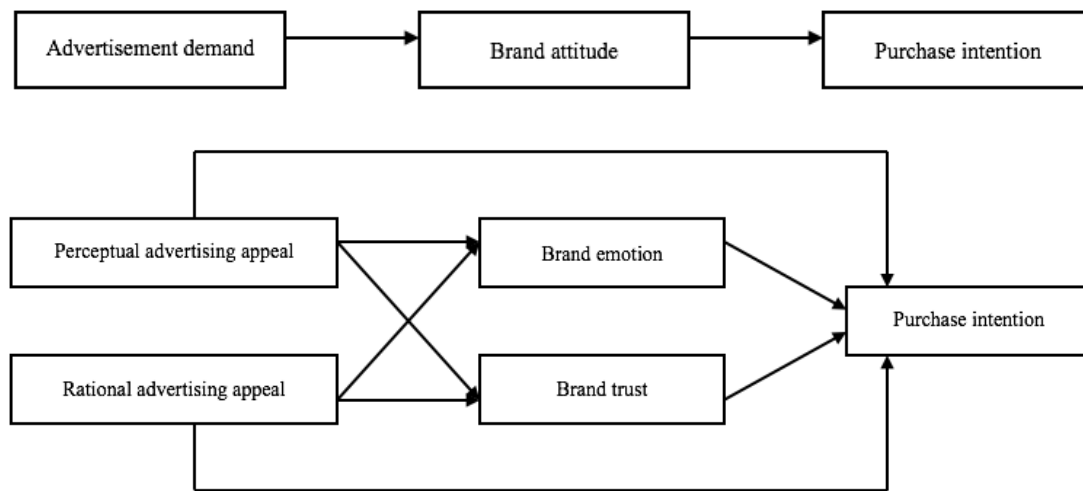 Advertisement demand
Brand attitude
Purchase intention
Perceptual advertising appeal
Brand emotion
Purchase intention
Rational advertising appeal
Brand trust